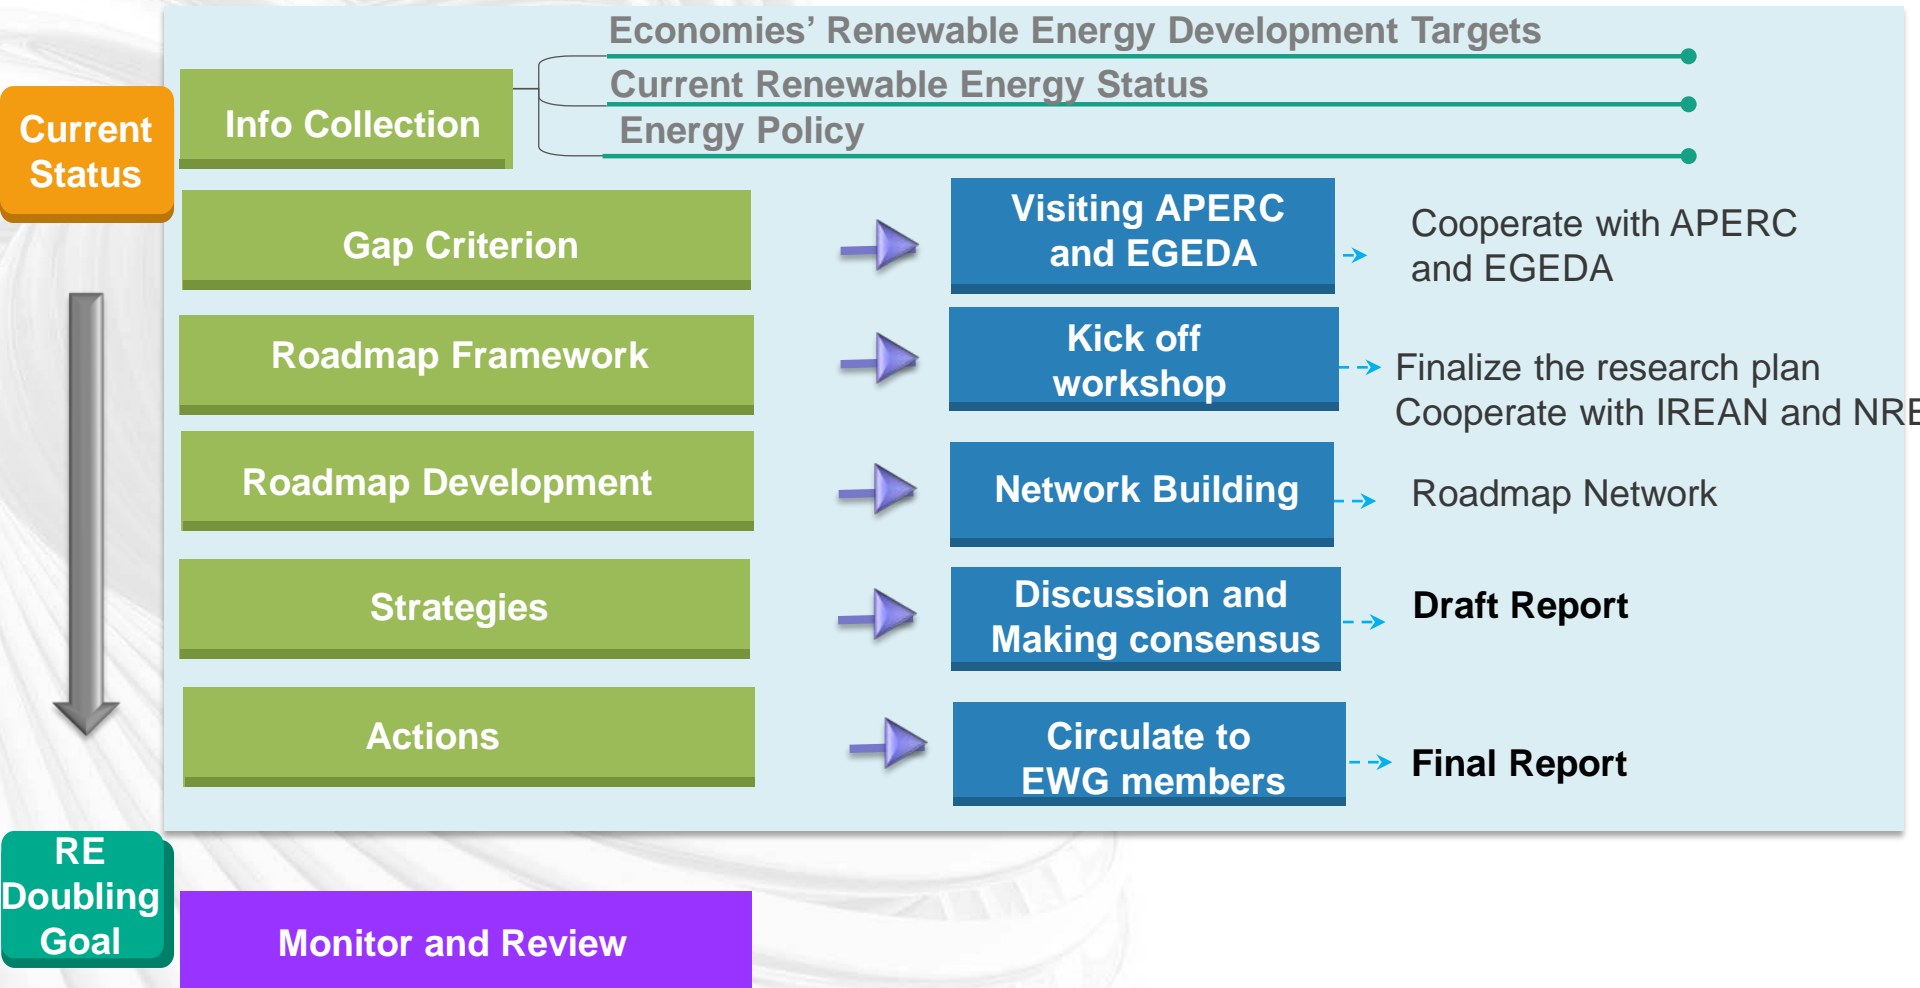 Economies’ Renewable Energy Development Targets
Current Renewable Energy Status
Energy Policy
Info Collection
Current
Status
Gap Criterion
Visiting APERC
and EGEDA
Cooperate with APERC
and EGEDA
Roadmap Framework
Kick off
workshop
Finalize the research plan
Cooperate with IREAN and NRE
Roadmap Development
Network Building
Roadmap Network
Strategies
Discussion and
Making consensus
Draft Report
Actions
Circulate to
EWG members
Final Report
RE
Doubling
Goal
Monitor and Review